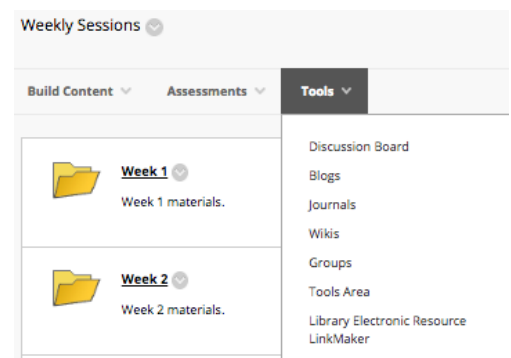 Weekly Sessions
Build Content Assessments Tools
Week 1
Week 1 materials.
Week 2
Week 2 materials.
Discussion Board
Blogs
Journals
Wikis
Groups
Tools Area
Library Electronic Resource
LinkMaker